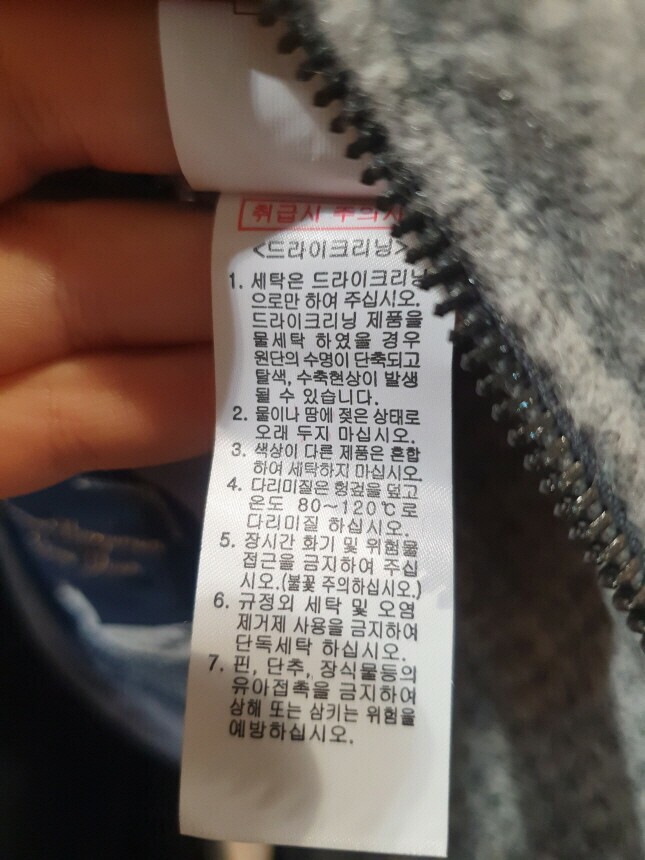 취급시 주의사
<드라이크리닝>
1. 세탁은 드라이크리닝
으로만 하여 주십시오.
드라이크리닝 제품을
물세탁 하였을 경우
원단의 수명이 단축되고
탈색, 수축현상이 발생
될 수 있습니다.
2. 물이나 땀에 젖은 상태로
오래 두지 마십시오.
3. 색상이 다른 제품은 혼합
하여 세탁하지 마십시오.
4. 다리미질은 헝겊을 덮고
온도 80~120℃로
다리미질 하십시오.
5. 장시간 화기 및 위험물
접근을 금지하여 주십
시오.(불꽃 주의하십시오.)
6. 규정외 세탁 및 오염
제거제 사용을 금지하여
단독세탁 하십시오.
7. 핀, 단추, 장식물등의
유아접촉을 금지하여
상해 또는 삼키는 위험을
예방하십시오.